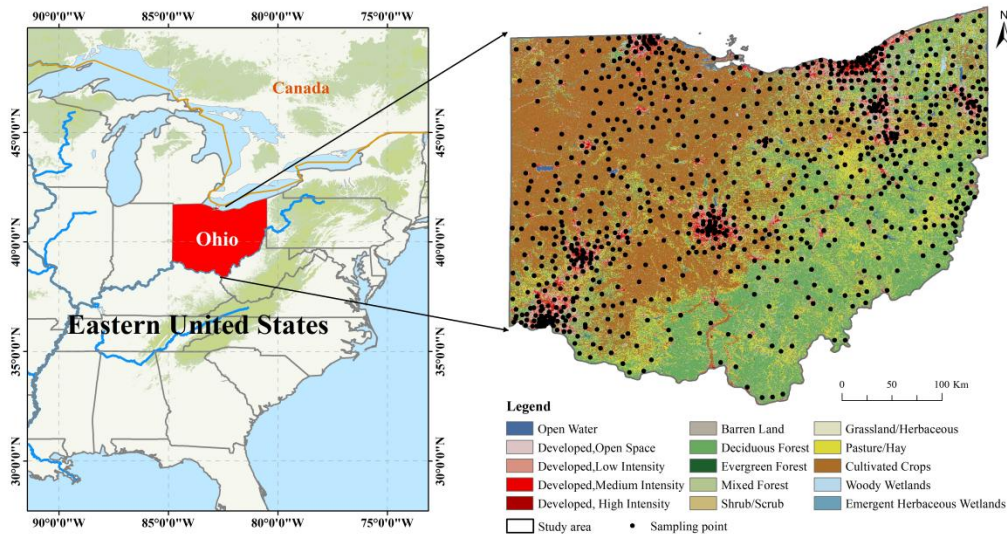 90°0'0"W 85°0'0"W 80°0'0"W 75°0'0"W
45°0'0"N
40°0'0"N
35°0'0"N
30°0'0"N
Canada
Ohio
Eastern United States
45°0'0"N
40°0'0"N
35°0'0"N
30°0'0"N
90°0'0"W 85°0'0"W 80°0'0"W 75°0'0"W
N
0 50 100 Km
Legend
Open Water
Developed,Open Space
Developed,Low Intensity
Developed,Medium Intensity
Developed, High Intensity
Study area
Barren Land
Deciduous Forest
Evergreen Forest
Mixed Forest
Shrub/Scrub
Sampling point
Grassland/Herbaceous
Pasture/Hay
Cultivated Crops
Woody Wetlands
Emergent Herbaceous Wetlands